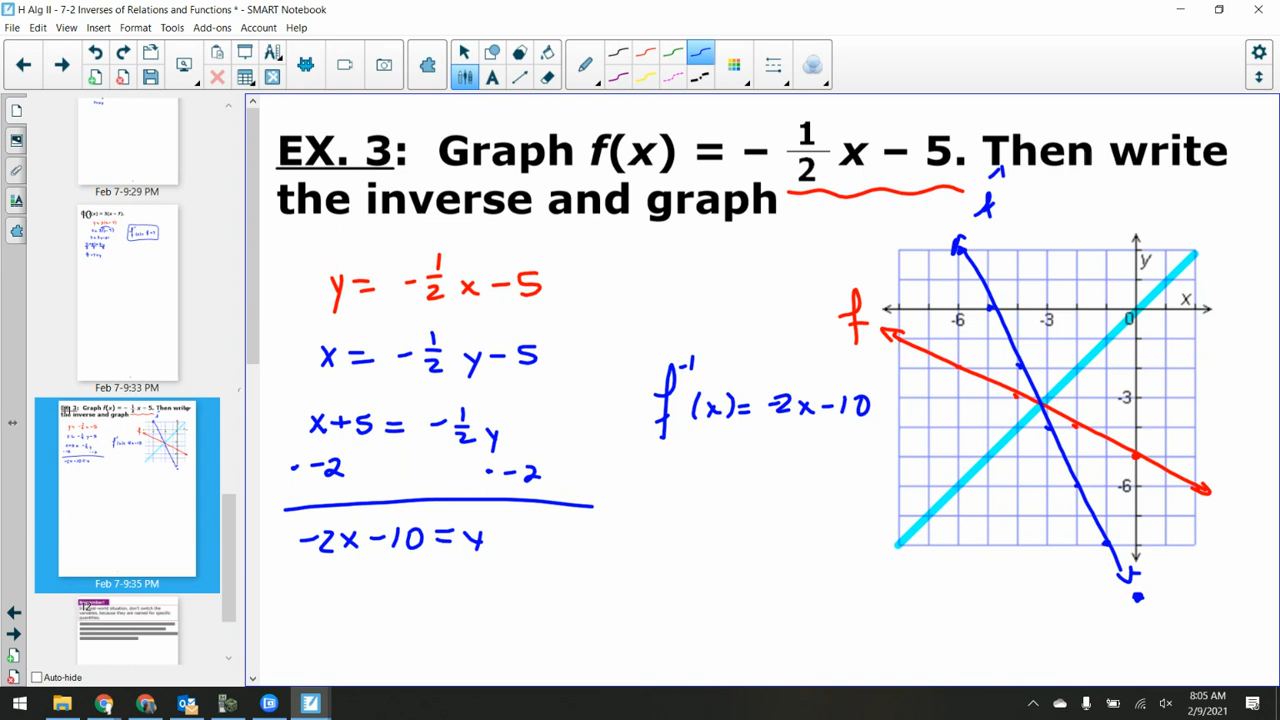 H Alg II - 7-2 Inverses of Relations and Functions * - SMART Notebook
File Edit View Insert Format Tools Add-ons Account Help
Feb 7-9:29 PM
Feb 7-9:33 PM
Feb 7-9:35 PM
Auto-hide
EX. 3: Graph f(x) = – 1/2 x – 5. Then write
the inverse and graph
y = -1/2 x - 5
x = -1/2 y - 5
x+5 = -1/2 y
· -2 · -2
-2x - 10 = y
f⁻¹(x) = -2x - 10
f
y
x
-6 -3 0
-3
-6
8:05 AM
2/9/2021